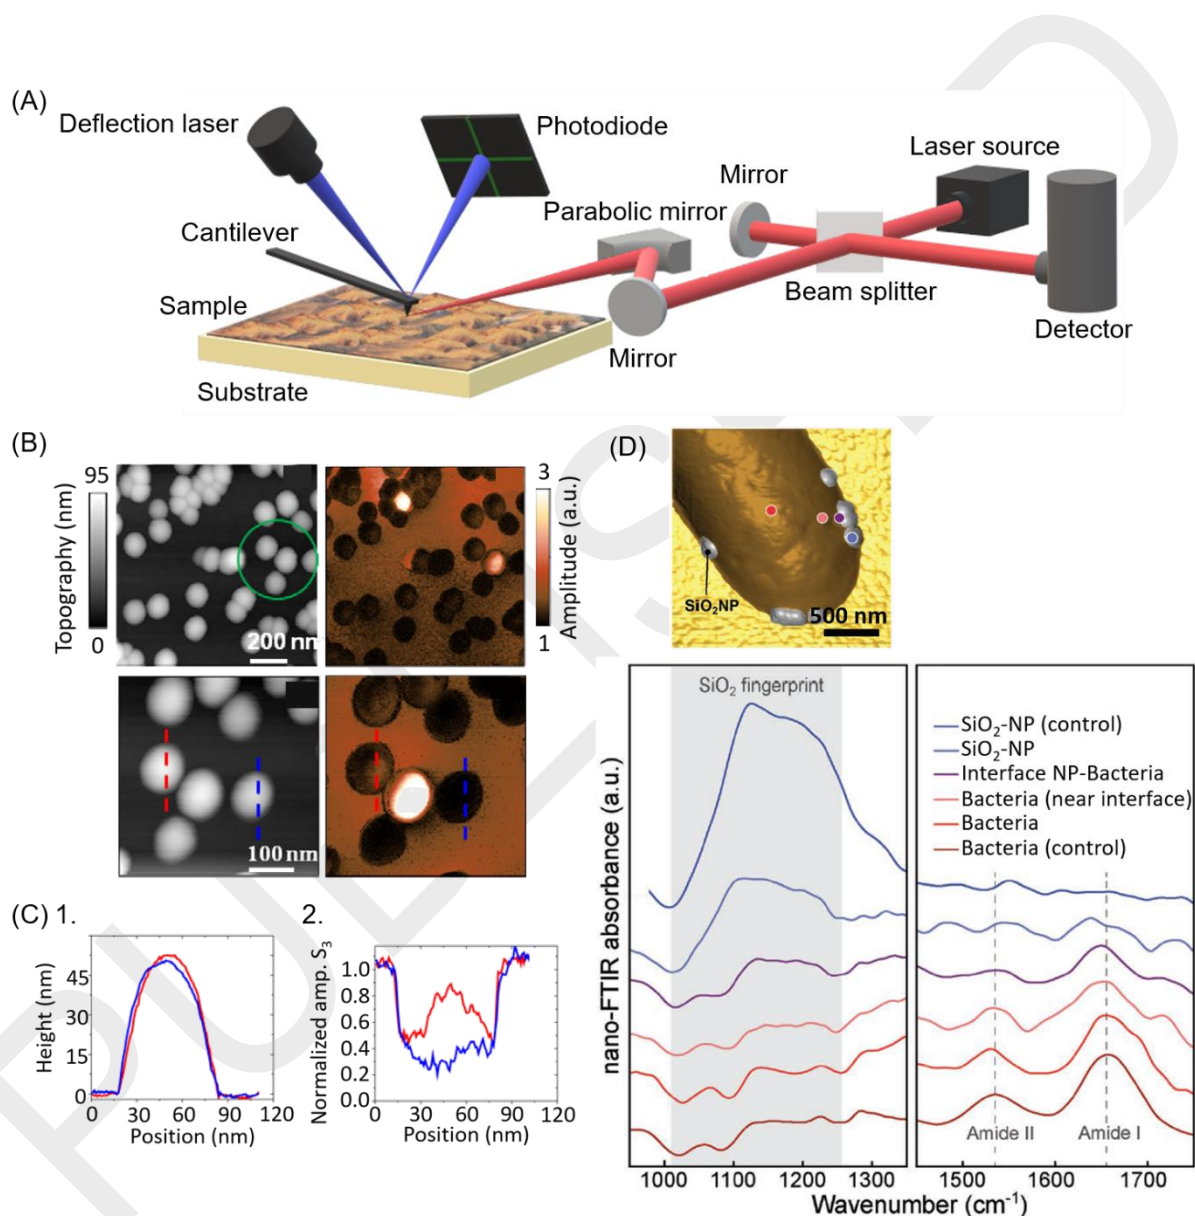 (A)
Deflection laser
Photodiode
Laser source
Mirror
Parabolic mirror
Cantilever
Sample
Beam splitter
Detector
Mirror
Substrate
(B)
Topography (nm)
95
0
200 nm
3
1
Amplitude (a.u.)
100 nm
(C) 1.
Height (nm)
45
30
15
0
0 30 60 90 120
Position (nm)
2.
Normalized amp. S₃
1.0
0.8
0.6
0.4
0.2
0.0
0 30 60 90 120
Position (nm)
(D)
SiO₂NP
500 nm
SiO₂ fingerprint
SiO₂-NP (control)
SiO₂-NP
Interface NP-Bacteria
Bacteria (near interface)
Bacteria
Bacteria (control)
Amide II
Amide I
nano-FTIR absorbance (a.u.)
1000 1100 1200 1300
1500 1600 1700
Wavenumber (cm⁻¹)